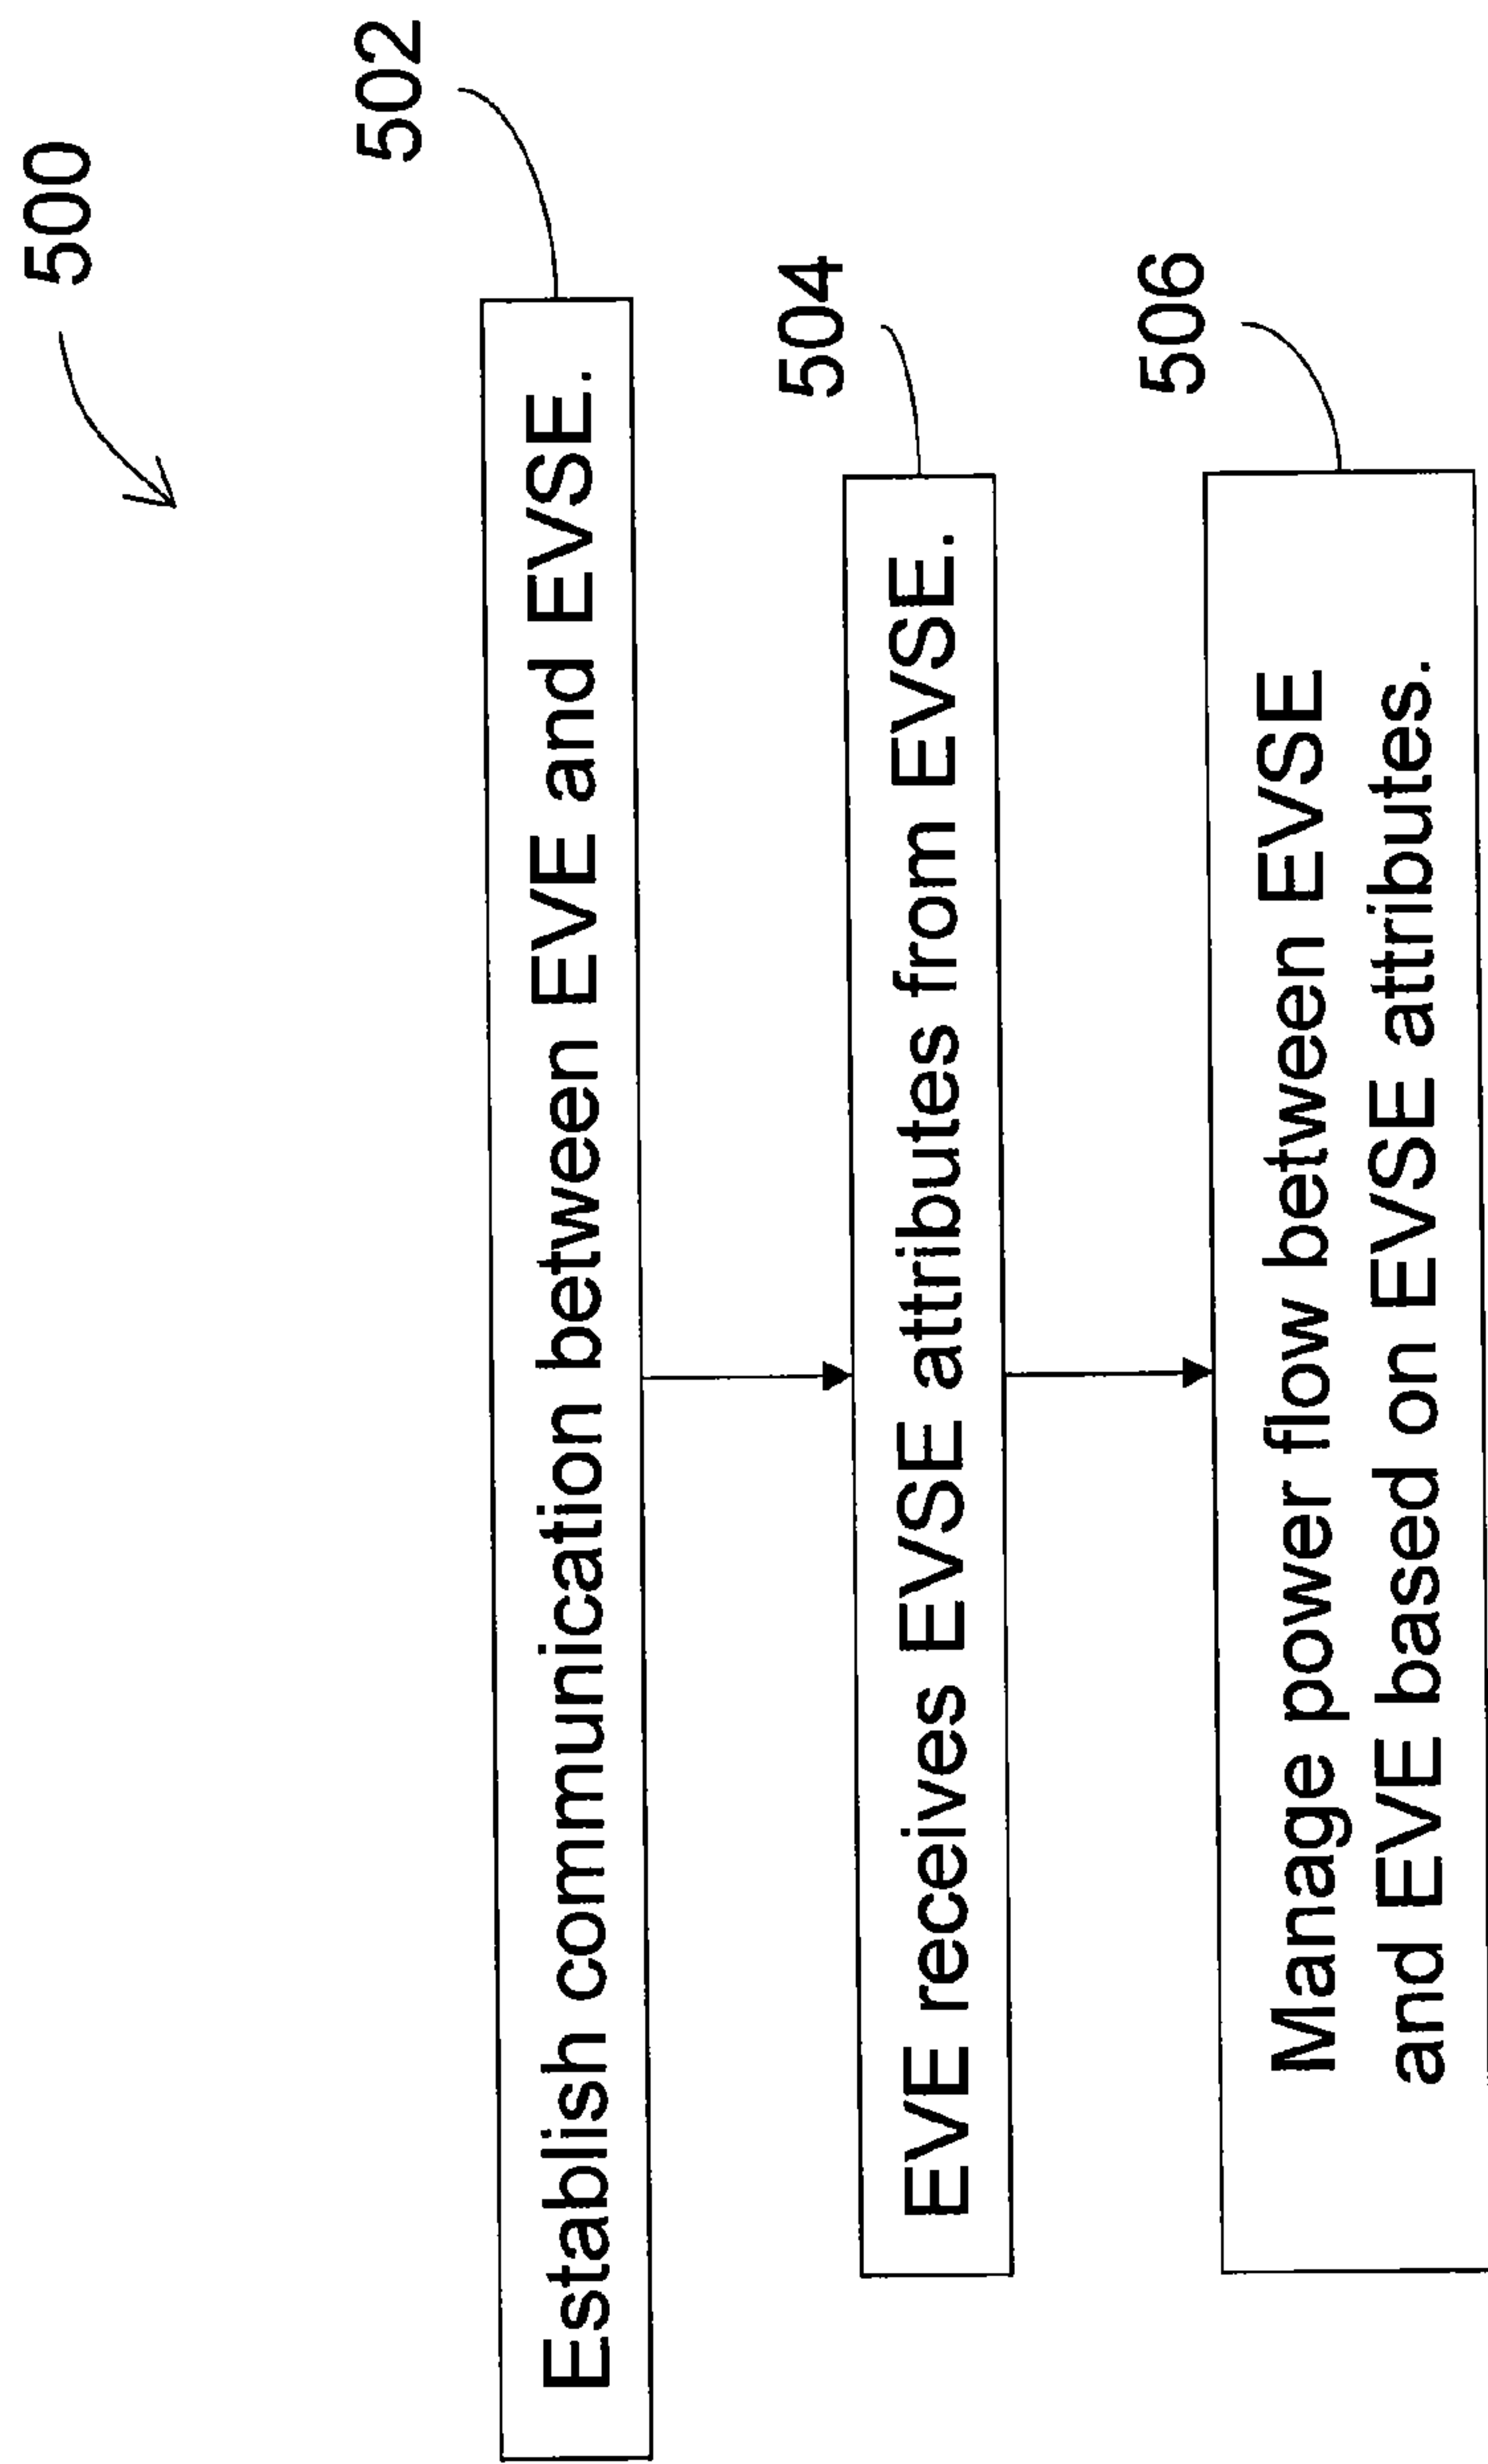 500
502
Establish communication between EVE and EVSE.
504
EVE receives EVSE attributes from EVSE.
506
Manage power flow between EVSE
and EVE based on EVSE attributes.